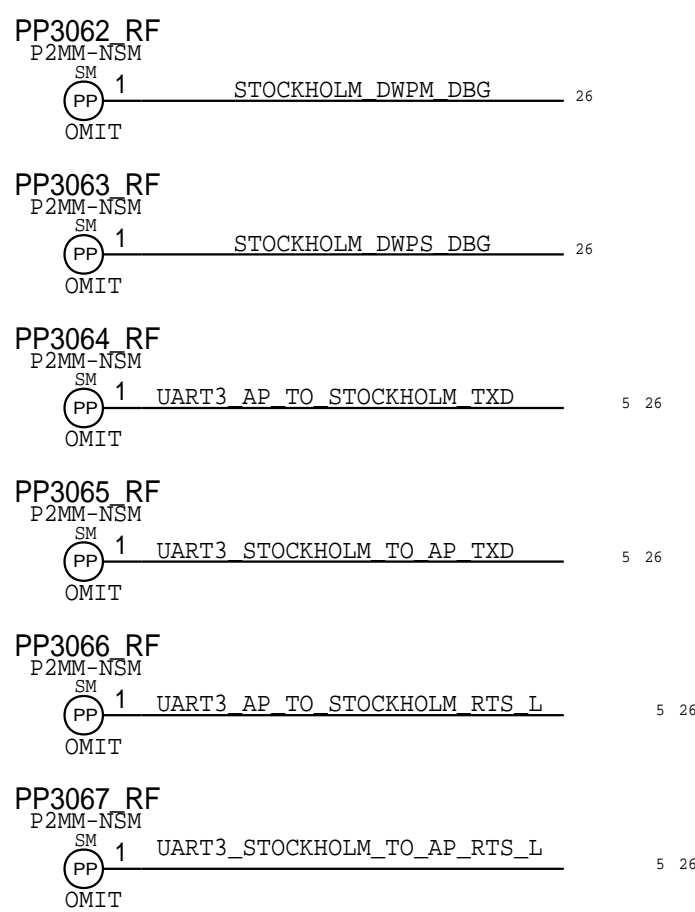 PP3062_RF
P2MM-NSM
SM
PP 1 STOCKHOLM_DWPM_DBG 26
OMIT
PP3063_RF
P2MM-NSM
SM
PP 1 STOCKHOLM_DWPS_DBG 26
OMIT
PP3064_RF
P2MM-NSM
SM
PP 1 UART3_AP_TO_STOCKHOLM_TXD 5 26
OMIT
PP3065_RF
P2MM-NSM
SM
PP 1 UART3_STOCKHOLM_TO_AP_TXD 5 26
OMIT
PP3066_RF
P2MM-NSM
SM
PP 1 UART3_AP_TO_STOCKHOLM_RTS_L 5 26
OMIT
PP3067_RF
P2MM-NSM
SM
PP 1 UART3_STOCKHOLM_TO_AP_RTS_L 5 26
OMIT